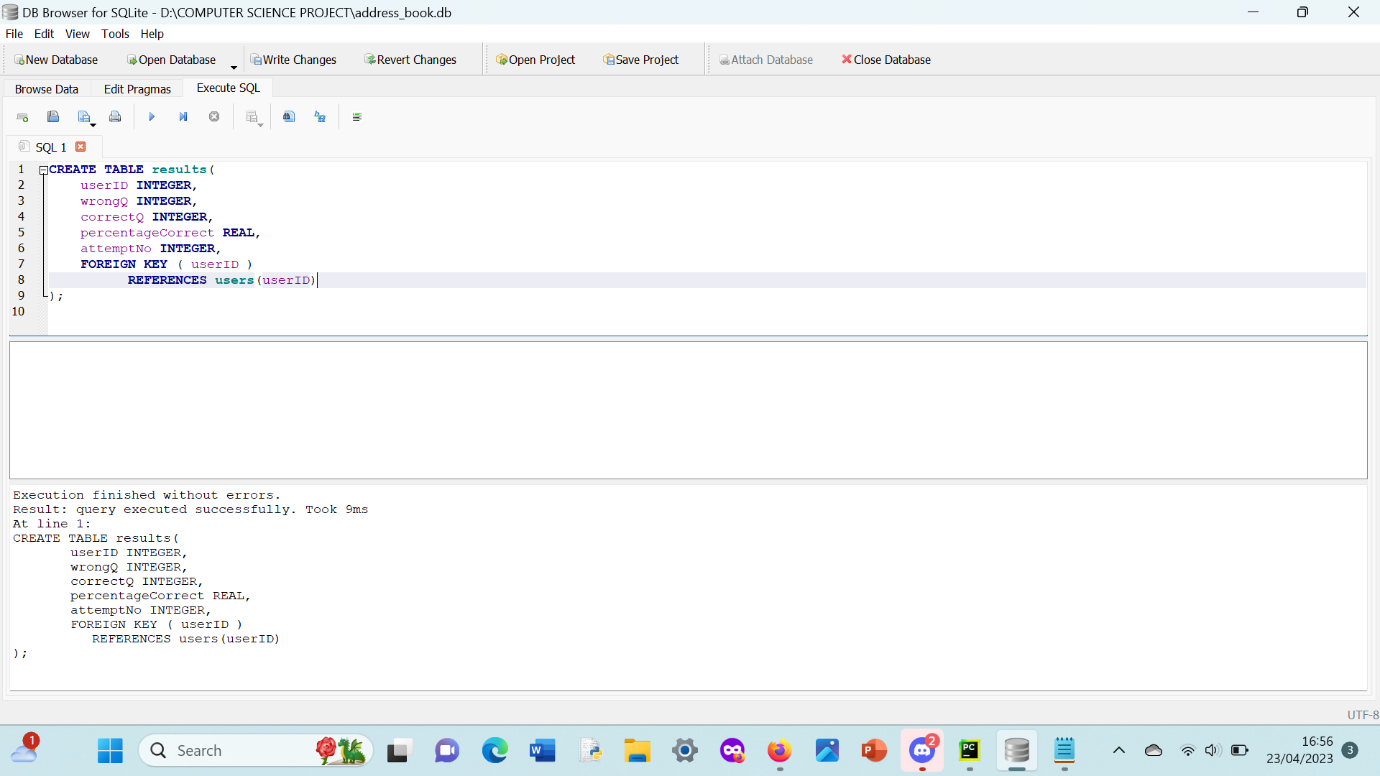 DB Browser for SQLite - D:\COMPUTER SCIENCE PROJECT\address_book.db
File Edit View Tools Help
New Database Open Database Write Changes Revert Changes Open Project Save Project Attach Database Close Database
Browse Data Edit Pragmas Execute SQL
SQL 1
1 CREATE TABLE results(
2 userID INTEGER,
3 wrongQ INTEGER,
4 correctQ INTEGER,
5 percentageCorrect REAL,
6 attemptNo INTEGER,
7 FOREIGN KEY ( userID )
8 REFERENCES users(userID)
9 );
10
Execution finished without errors.
Result: query executed successfully. Took 9ms
At line 1:
CREATE TABLE results(
userID INTEGER,
wrongQ INTEGER,
correctQ INTEGER,
percentageCorrect REAL,
attemptNo INTEGER,
FOREIGN KEY ( userID )
REFERENCES users(userID)
);
UTF-8
1 Search W P 2 PC 16:56 3
23/04/2023